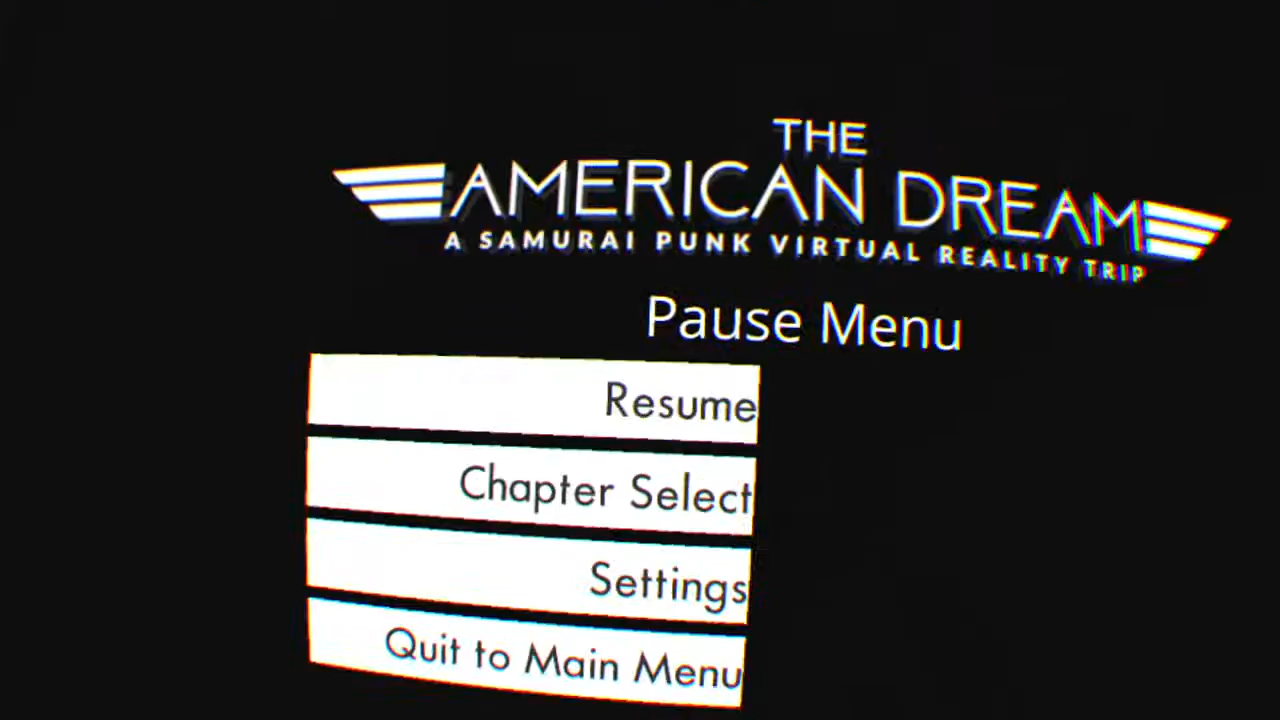 THE
AMERICAN DREAM
A SAMURAI PUNK VIRTUAL REALITY TRIP
Pause Menu
Resume
Chapter Select
Settings
Quit to Main Menu